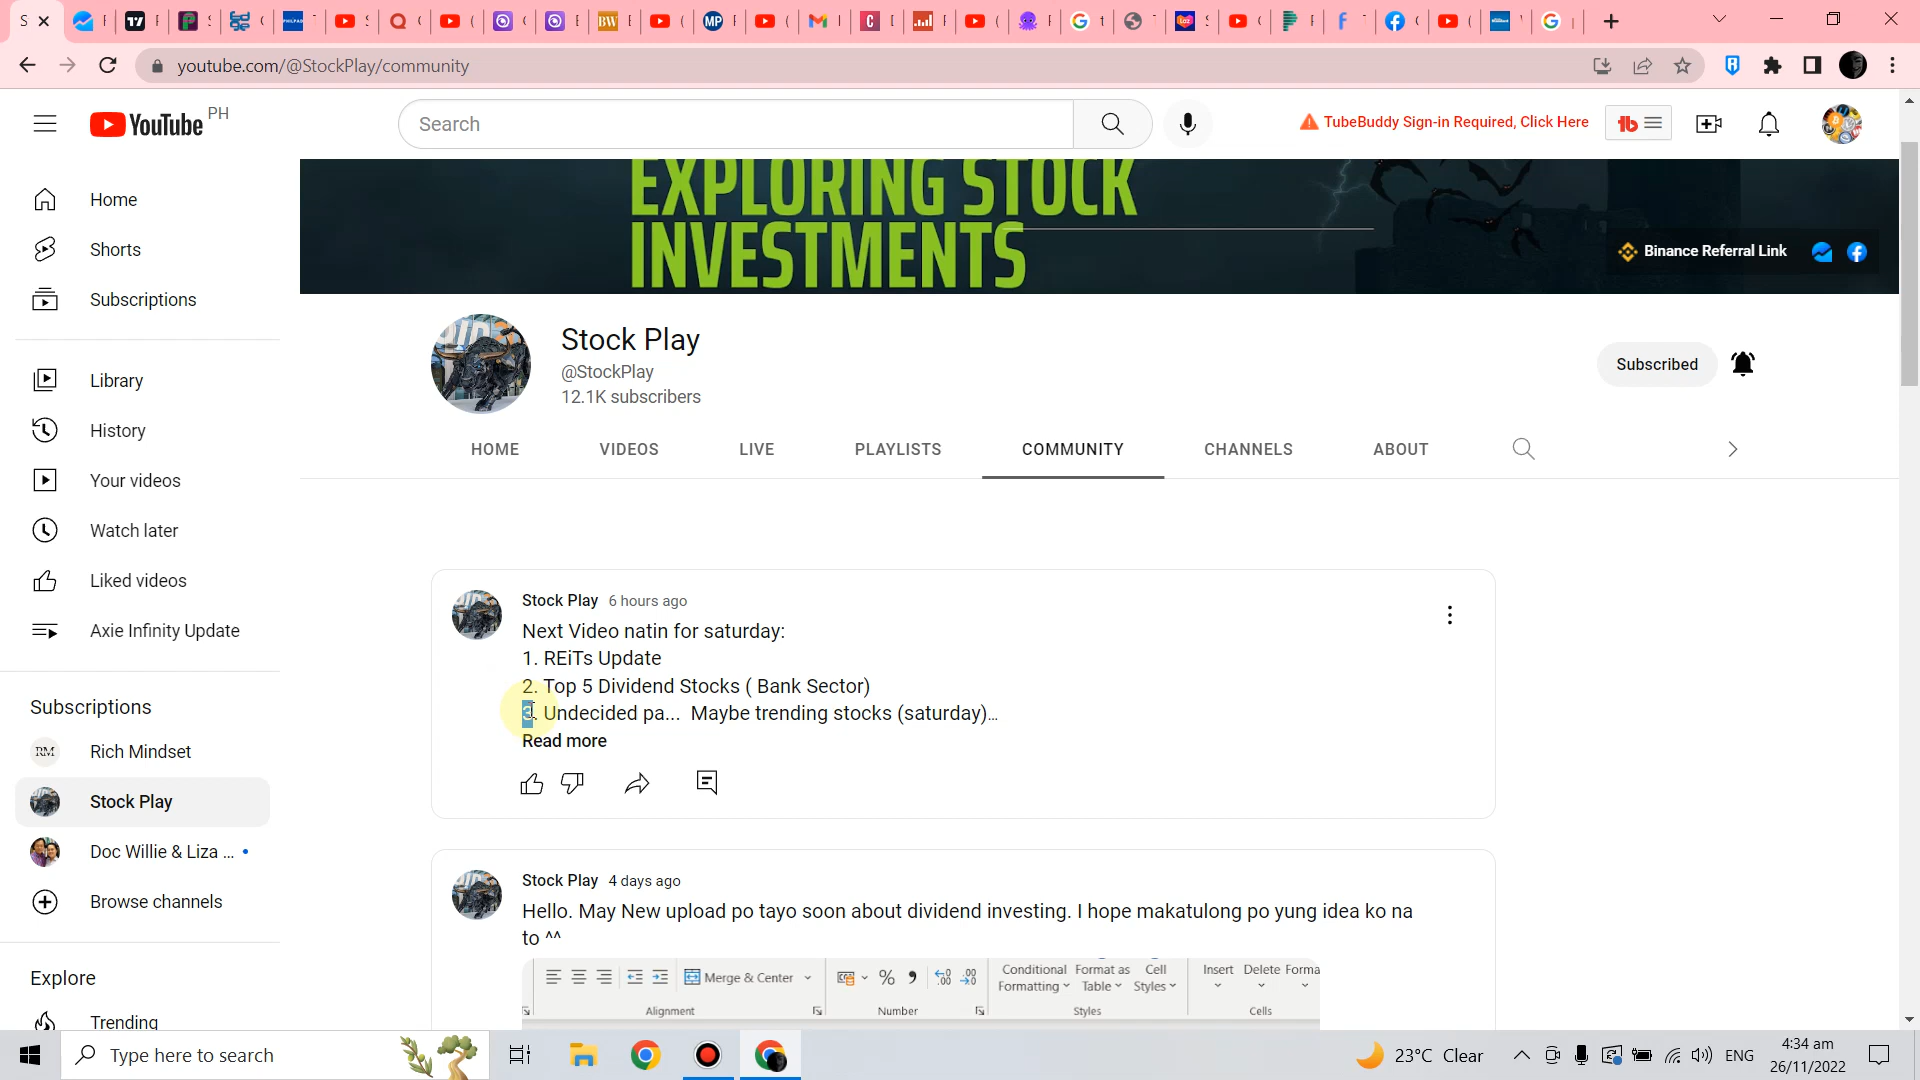 youtube.com/@StockPlay/community
YouTube PH
Search
TubeBuddy Sign-in Required, Click Here
EXPLORING STOCK
INVESTMENTS
Binance Referral Link
Home
Shorts
Subscriptions
Library
History
Your videos
Watch later
Liked videos
Axie Infinity Update
Subscriptions
RM Rich Mindset
Stock Play
Doc Willie & Liza ...
Browse channels
Explore
Trending
Stock Play
@StockPlay
12.1K subscribers
Subscribed
HOME VIDEOS LIVE PLAYLISTS COMMUNITY CHANNELS ABOUT
Stock Play 6 hours ago
Next Video natin for saturday:
1. REiTs Update
2. Top 5 Dividend Stocks ( Bank Sector)
3. Undecided pa... Maybe trending stocks (saturday)...
Read more
Stock Play 4 days ago
Hello. May New upload po tayo soon about dividend investing. I hope makatulong po yung idea ko na
to ^^
Merge & Center
Conditional Format as Cell Insert Delete Forma
Formatting Table Styles
Alignment Number Styles Cells
Type here to search
23°C Clear
ENG
4:34 am
26/11/2022